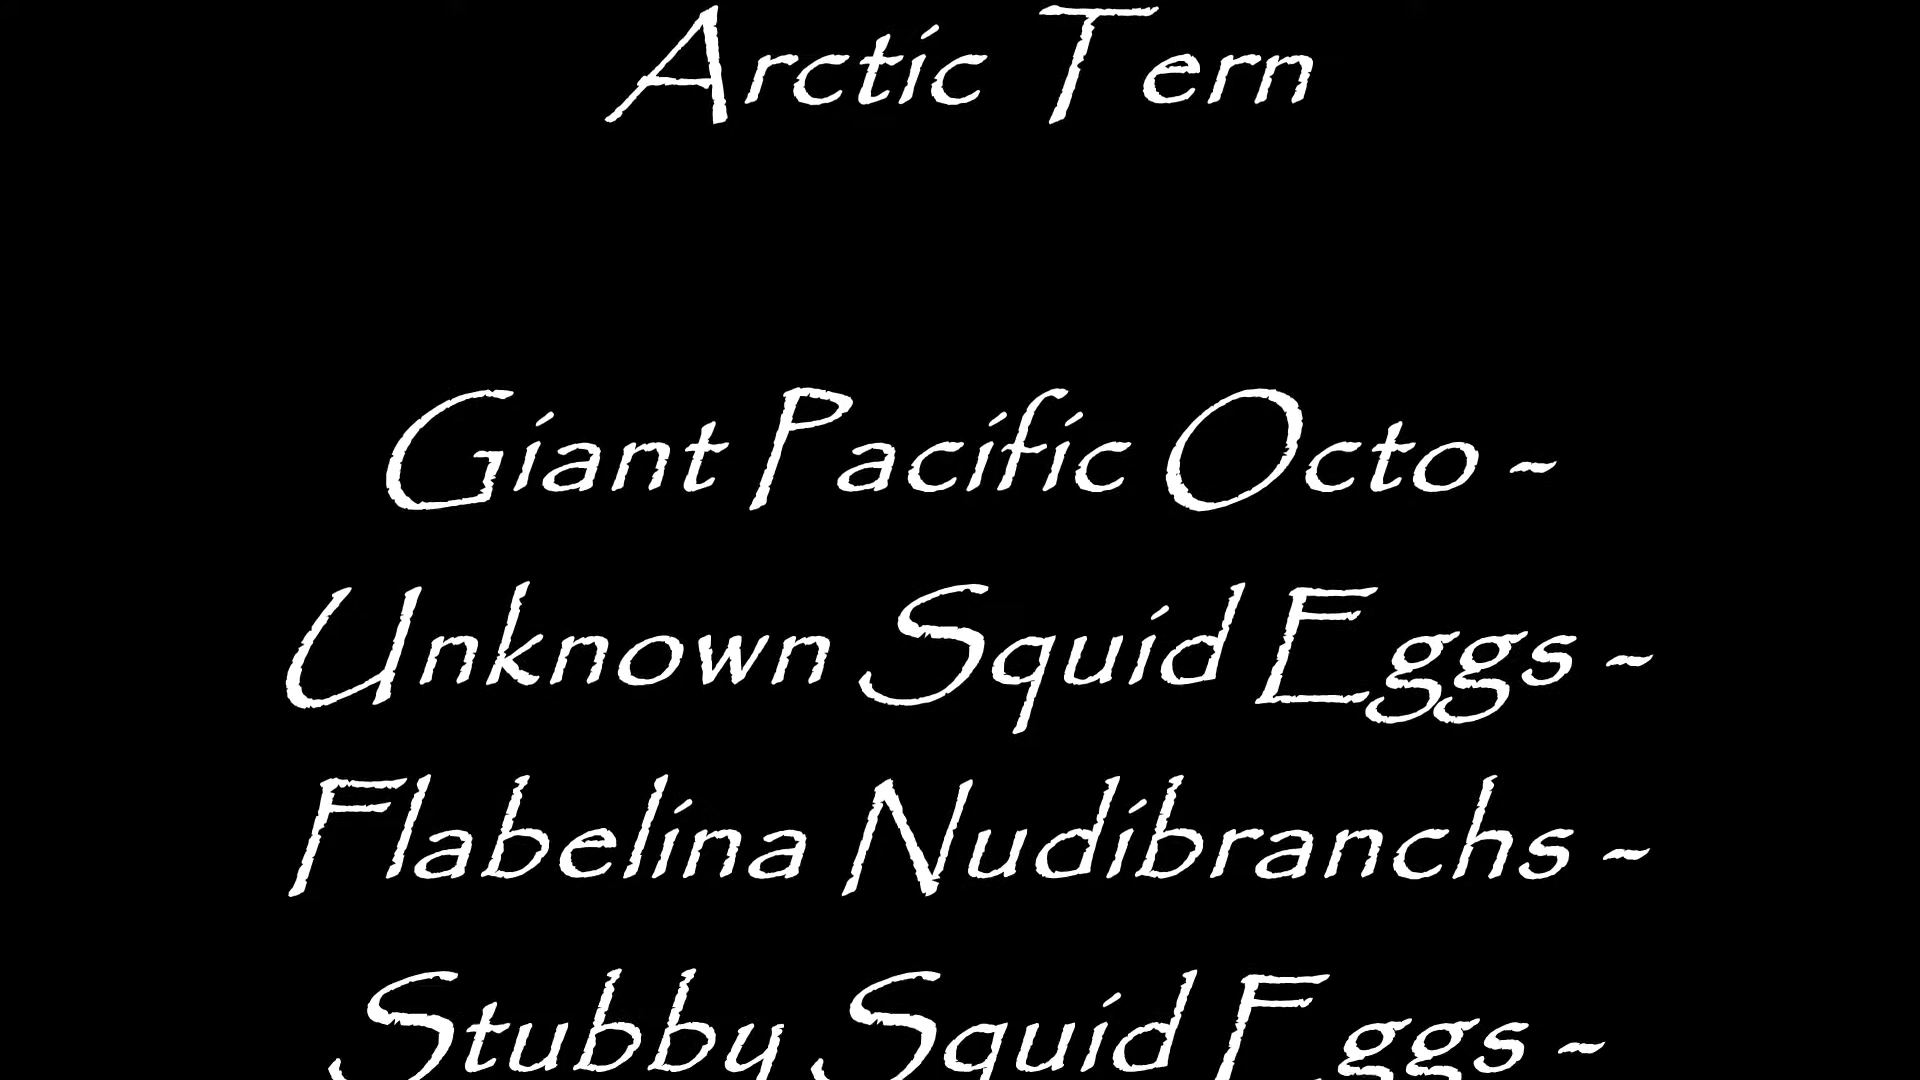 Arctic Tern
Giant Pacific Octo -
Unknown Squid Eggs -
Flabelina Nudibranchs -
Stubby Squid Eggs -